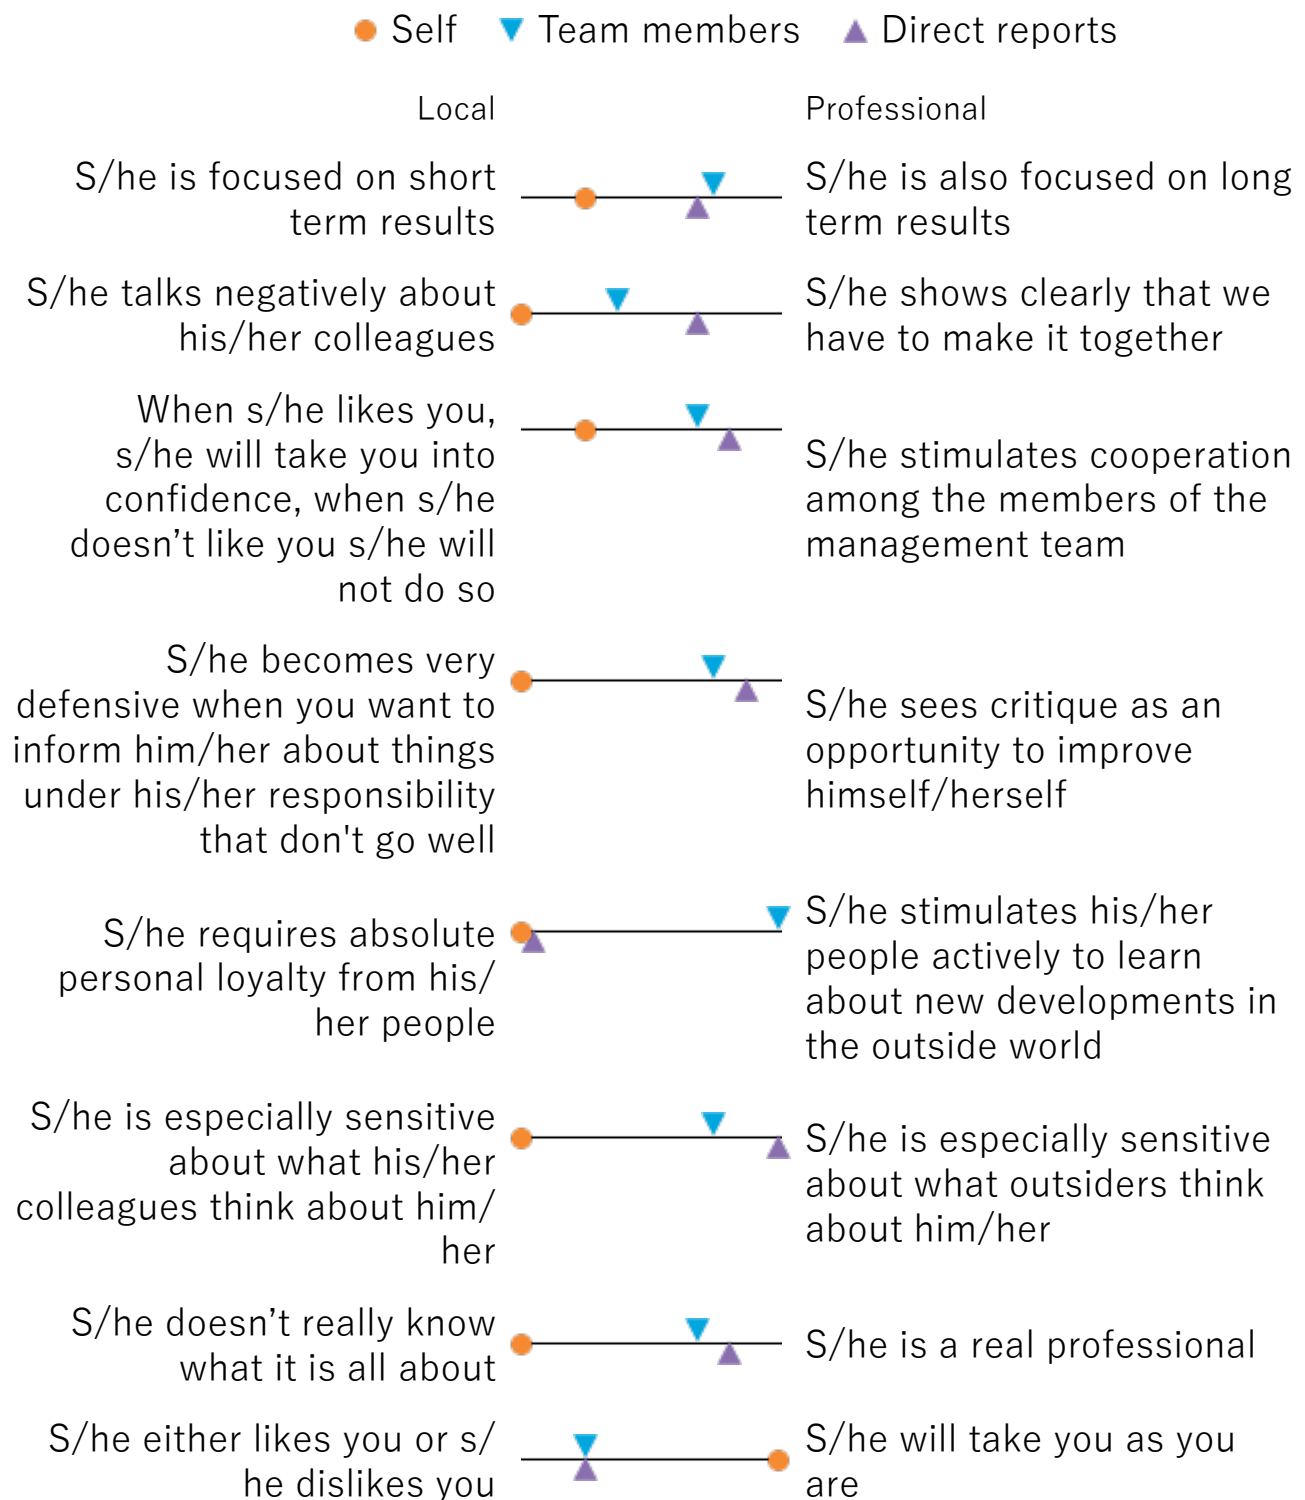 Self Team members Direct reports
Local
Professional
S/he is focused on short
term results
S/he is also focused on long
term results
S/he talks negatively about
his/her colleagues
S/he shows clearly that we
have to make it together
When s/he likes you,
s/he will take you into
confidence, when s/he
doesn’t like you s/he will
not do so
S/he stimulates cooperation
among the members of the
management team
S/he becomes very
defensive when you want to
inform him/her about things
under his/her responsibility
that don't go well
S/he sees critique as an
opportunity to improve
himself/herself
S/he requires absolute
personal loyalty from his/
her people
S/he stimulates his/her
people actively to learn
about new developments in
the outside world
S/he is especially sensitive
about what his/her
colleagues think about him/
her
S/he is especially sensitive
about what outsiders think
about him/her
S/he doesn’t really know
what it is all about
S/he is a real professional
S/he either likes you or s/
he dislikes you
S/he will take you as you
are